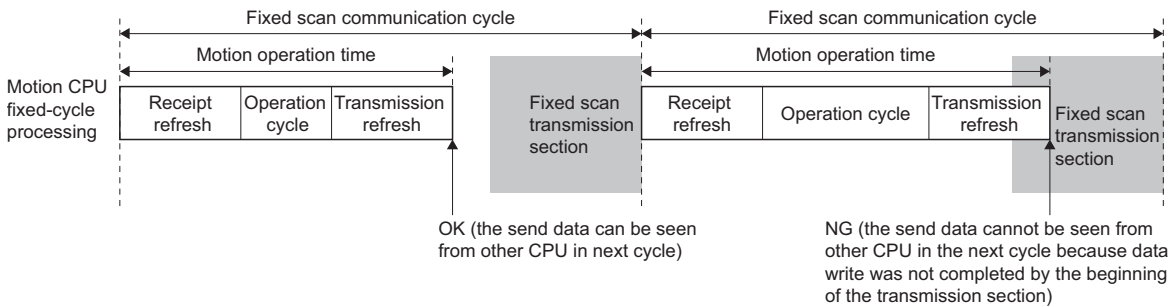 Fixed scan communication cycle
Fixed scan communication cycle
Motion operation time
Motion operation time
Motion CPU
fixed-cycle
processing
Receipt
refresh
Operation
cycle
Transmission
refresh
Fixed scan
transmission
section
Receipt
refresh
Operation cycle
Transmission
refresh
Fixed scan
transmission
section
OK (the send data can be seen
from other CPU in next cycle)
NG (the send data cannot be seen from
other CPU in the next cycle because data
write was not completed by the beginning
of the transmission section)